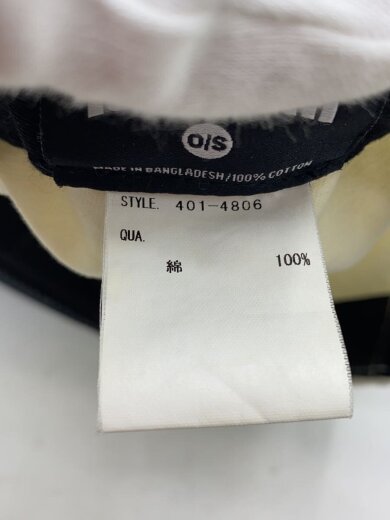 O/S
MADE IN BANGLADESH/100% COTTON
STYLE. 401-4806
QUA.
綿 100%